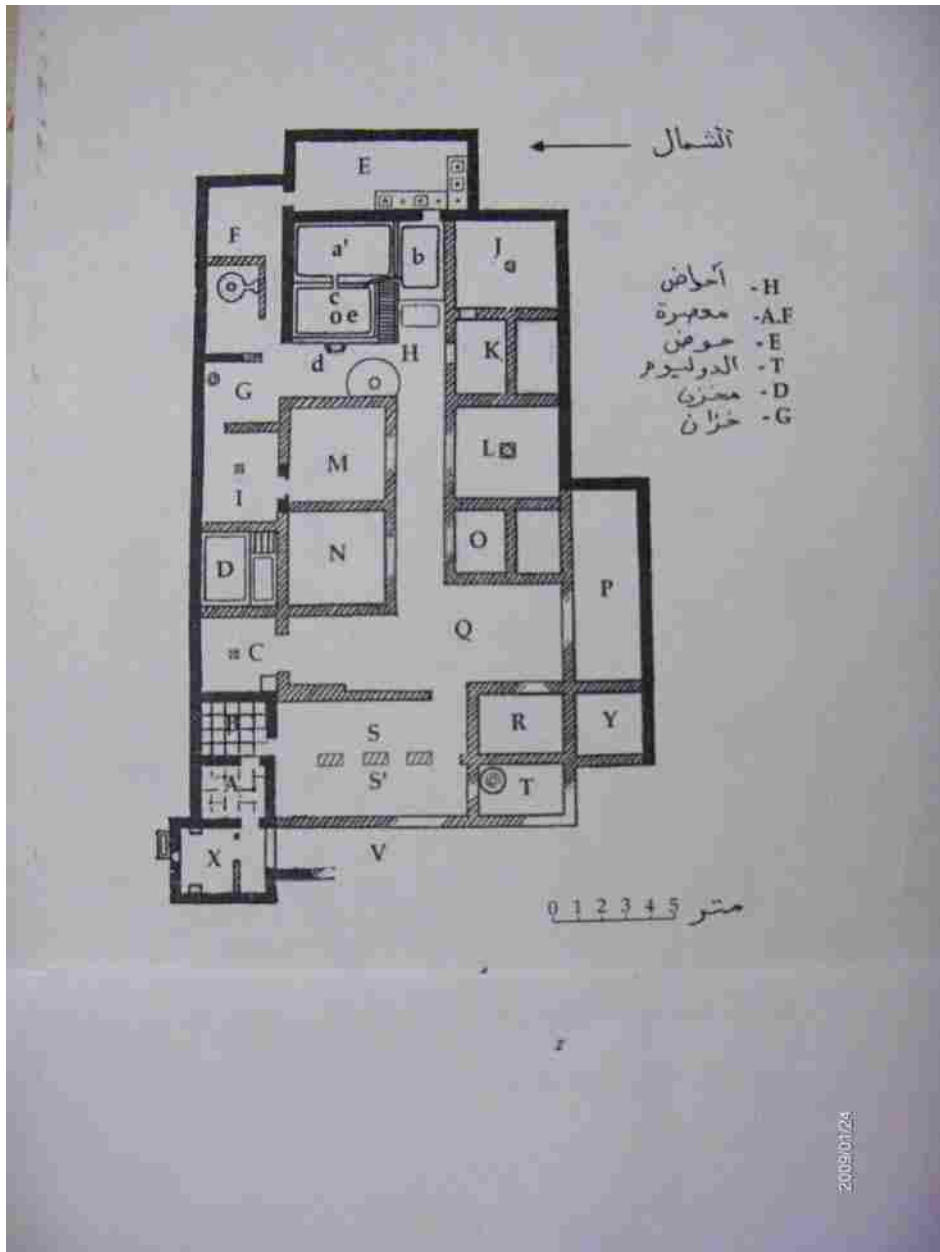 الشمال
E
F
a'
b
J
c
o e
H
d
K
G
L
M
I
O
N
D
P
Q
C
R
Y
B
S
S'
A
T
X
V
H - أحواض
A.F - معصرة
E - حوض
T - الدوليوم
D - مخزن
G - خزان
0 1 2 3 4 5 متر
2009/01/24